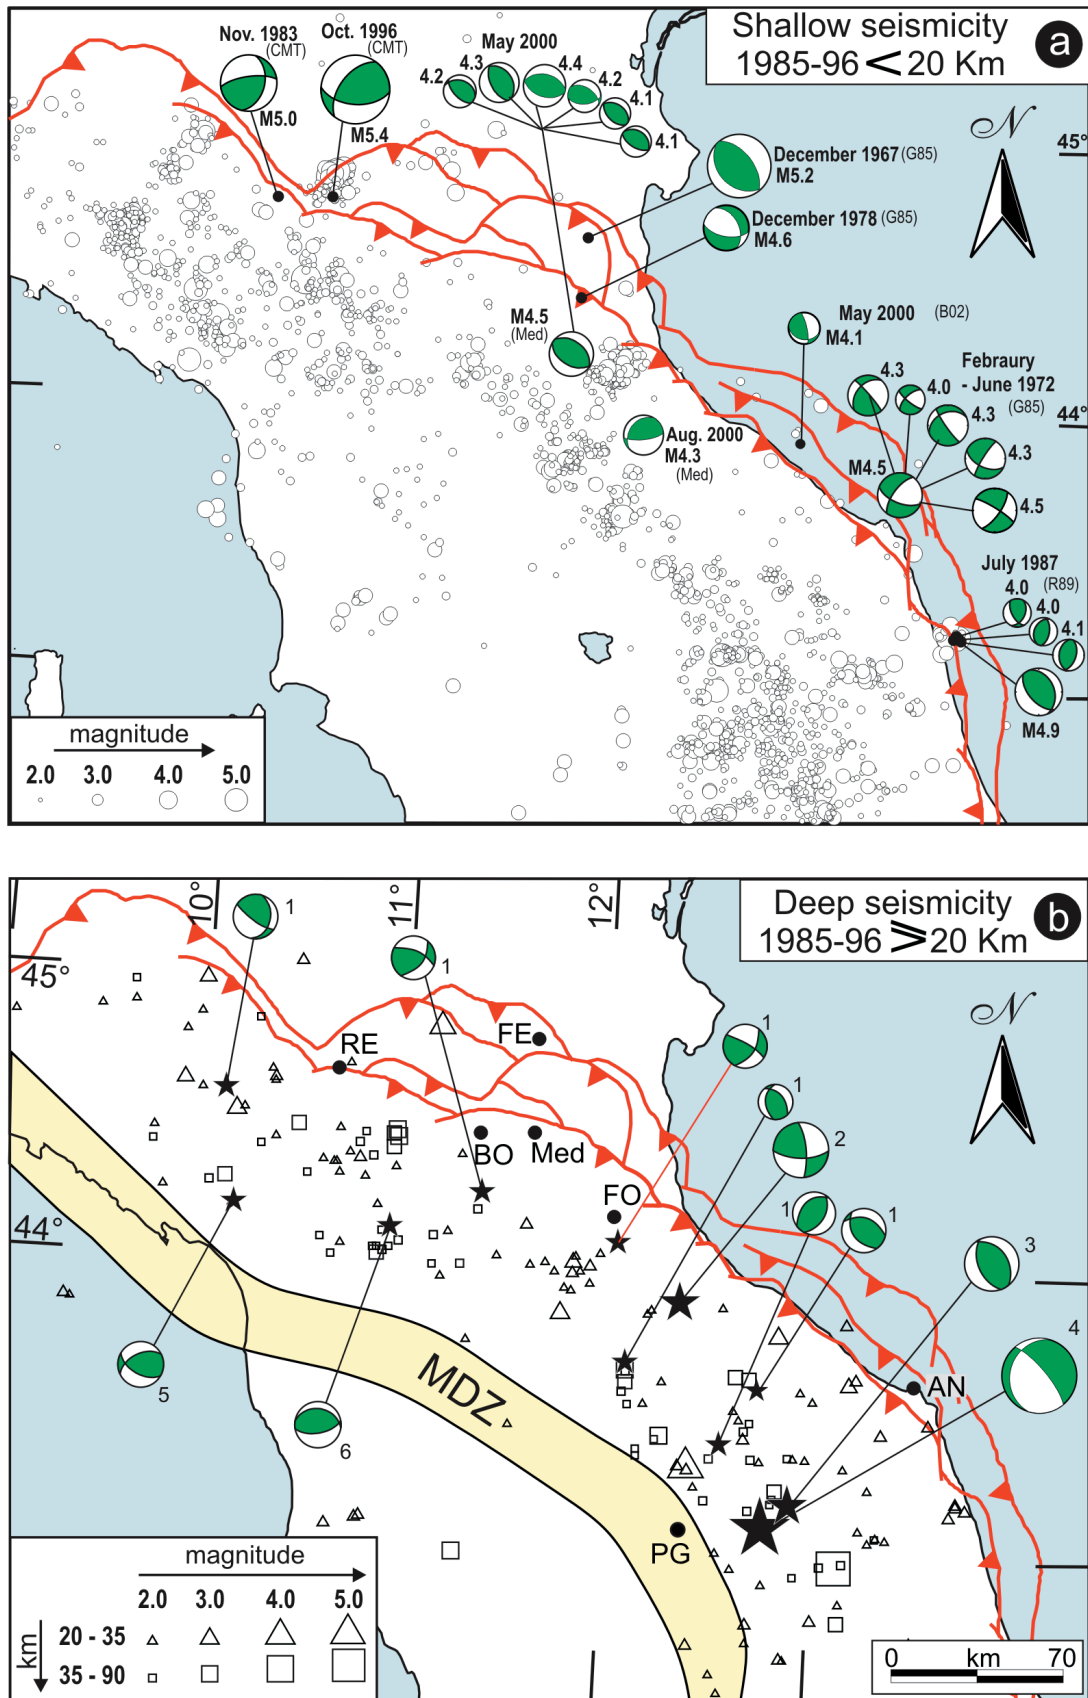 Shallow seismicity
1985-96 < 20 Km
a
Nov. 1983
(CMT)
M5.0
Oct. 1996
(CMT)
M5.4
May 2000
4.2
4.3
4.4
4.2
4.1
4.1
December 1967 (G85)
M5.2
December 1978 (G85)
M4.6
N
45°
M4.5
(Med)
May 2000 (B02)
M4.1
Aug. 2000
M4.3
(Med)
Febraury
- June 1972
(G85)
4.3
4.0
4.3
4.3
4.5
M4.5
44°
July 1987
(R89)
4.0
4.0
4.1
M4.9
magnitude
2.0 3.0 4.0 5.0
10°
11°
12°
Deep seismicity
1985-96 ⩾ 20 Km
b
45°
44°
1
1
1
1
2
1
1
3
4
5
6
N
RE
FE
BO
Med
FO
AN
MDZ
PG
magnitude
2.0 3.0 4.0 5.0
km
20 - 35
35 - 90
0 km 70